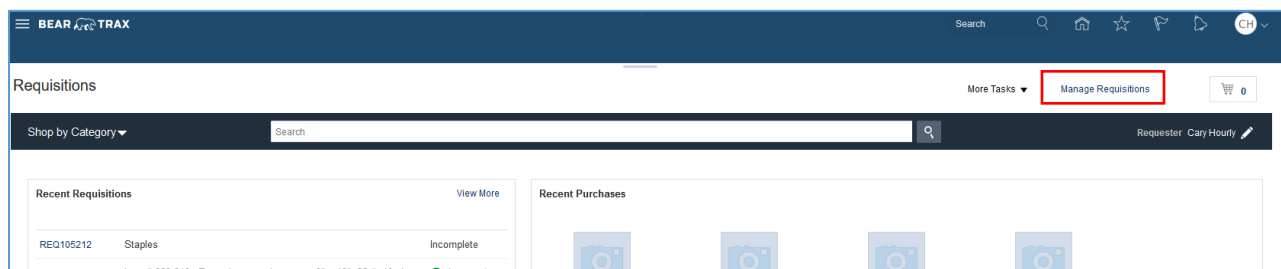 BEAR TRAX
Search
CH
Requisitions
More Tasks
Manage Requisitions
0
Shop by Category
Search
Requester Cary Hourly
Recent Requisitions
View More
Recent Purchases
REQ105212 Staples Incomplete